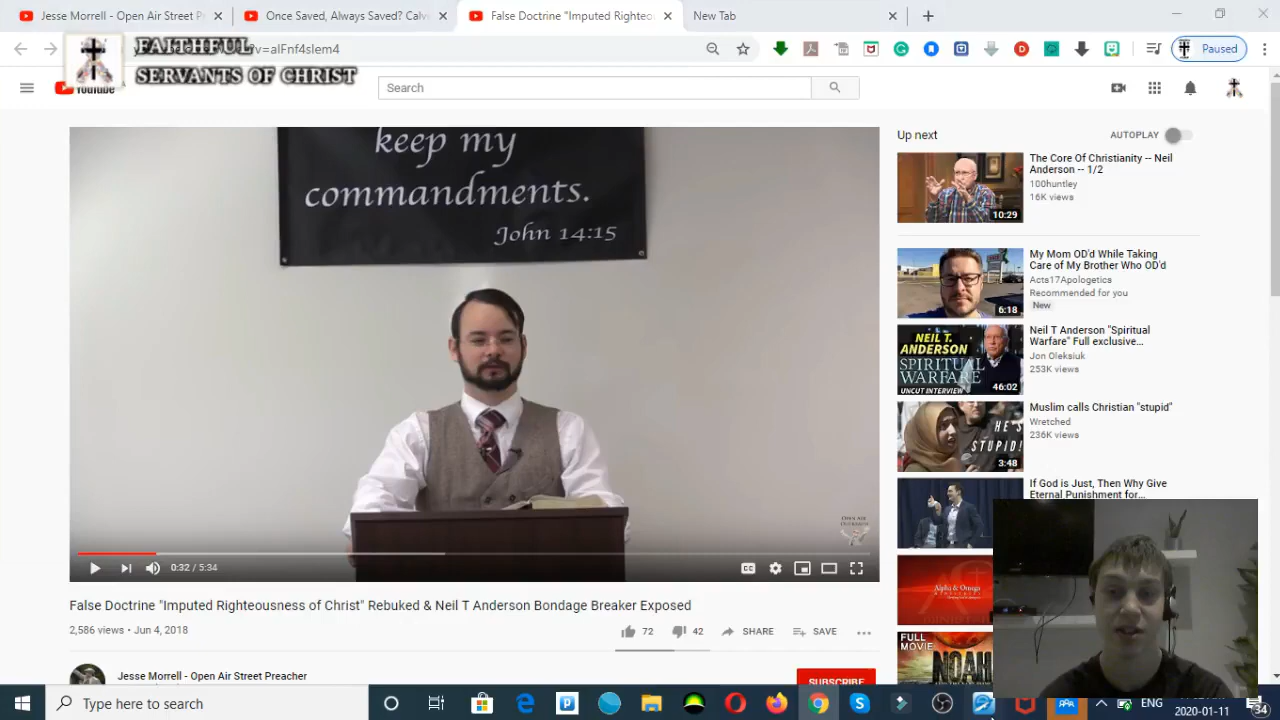 Jesse Morrell - Open Air Street P
Once Saved, Always Saved? Calv
False Doctrine "Imputed Righteou
New Tab
FAITHFUL
SERVANTS OF CHRIST
v=alFnf4slem4
Paused
YouTube
Search
keep my
commandments.
John 14:15
OPEN AIR
OUTREACH
0:32 / 5:34
False Doctrine "Imputed Righteousness of Christ" Rebuked & Neil T Anderson Bondage Breaker Exposed
2,586 views • Jun 4, 2018
72
42
SHARE
SAVE
Jesse Morrell - Open Air Street Preacher
SUBSCRIBE
Up next
AUTOPLAY
10:29
The Core Of Christianity -- Neil
Anderson -- 1/2
100huntley
16K views
6:18
My Mom OD'd While Taking
Care of My Brother Who OD'd
Acts17Apologetics
Recommended for you
New
NEIL T.
ANDERSON
SPIRITUAL
WARFARE
UNCUT INTERVIEW
46:02
Neil T Anderson "Spiritual
Warfare" Full exclusive...
Jon Oleksiuk
253K views
HE'S
STUPID!
3:48
Muslim calls Christian "stupid"
Wretched
236K views
If God is Just, Then Why Give
Eternal Punishment for...
Alpha & Omega
FULL
MOVIE
NOAH
Type here to search
ENG
2020-01-11
34